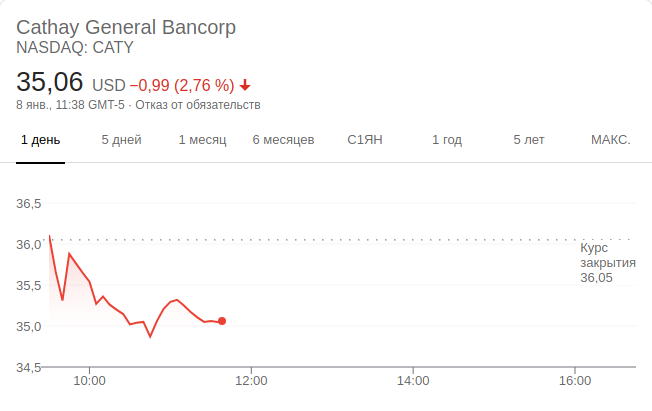 Cathay General Bancorp
NASDAQ: CATY
35,06 USD −0,99 (2,76 %)
8 янв., 11:38 GMT-5 · Отказ от обязательств
1 день 5 дней 1 месяц 6 месяцев С1ЯН 1 год 5 лет МАКС.
36,5
36,0
Курс
закрытия
36,05
35,5
35,0
34,5
10:00 12:00 14:00 16:00